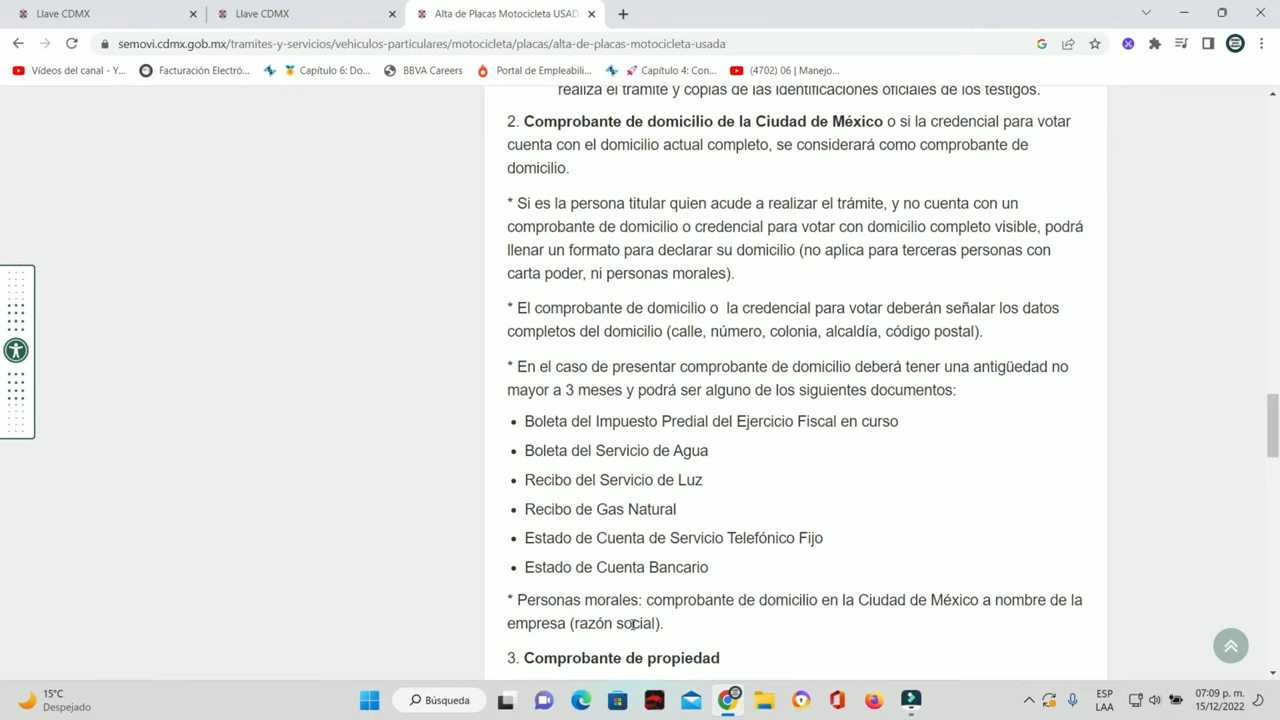 Llave CDMX
Llave CDMX
Alta de Placas Motocicleta USAD
semovi.cdmx.gob.mx/tramites-y-servicios/vehiculos-particulares/motocicleta/placas/alta-de-placas-motocicleta-usada
Vídeos del canal - Y...
Facturación Electró...
Capítulo 6: Do...
BBVA Careers
Portal de Empleabili...
Capítulo 4: Con...
(4702) 06 | Manejo...
realiza el trámite y copias de las identificaciones oficiales de los testigos.
2. Comprobante de domicilio de la Ciudad de México o si la credencial para votar
cuenta con el domicilio actual completo, se considerará como comprobante de
domicilio.
* Si es la persona titular quien acude a realizar el trámite, y no cuenta con un
comprobante de domicilio o credencial para votar con domicilio completo visible, podrá
llenar un formato para declarar su domicilio (no aplica para terceras personas con
carta poder, ni personas morales).
* El comprobante de domicilio o la credencial para votar deberán señalar los datos
completos del domicilio (calle, número, colonia, alcaldía, código postal).
* En el caso de presentar comprobante de domicilio deberá tener una antigüedad no
mayor a 3 meses y podrá ser alguno de los siguientes documentos:
• Boleta del Impuesto Predial del Ejercicio Fiscal en curso
• Boleta del Servicio de Agua
• Recibo del Servicio de Luz
• Recibo de Gas Natural
• Estado de Cuenta de Servicio Telefónico Fijo
• Estado de Cuenta Bancario
* Personas morales: comprobante de domicilio en la Ciudad de México a nombre de la
empresa (razón social).
3. Comprobante de propiedad
15°C
Despejado
Búsqueda
ESP
LAA
07:09 p. m.
15/12/2022